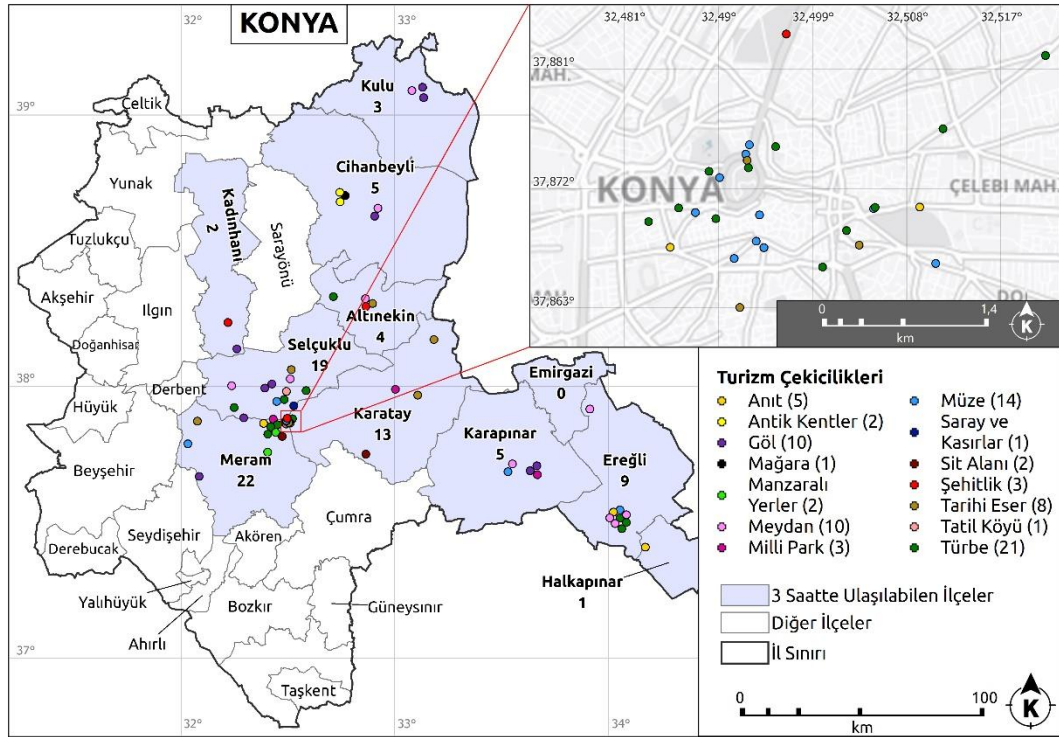 KONYA
32°
33°
39°
38°
37°
32°
33°
34°
Kulu
3
Çeltik
Cihanbeyli
5
Yunak
Kadınhanı
2
Sarayönü
Tuzlukçu
Akşehir
Ilgın
Altınekin
4
Doğanhisar
Selçuklu
19
Derbent
Hüyük
Karatay
13
Emirgazi
0
Beyşehir
Meram
22
Karapınar
5
Ereğli
9
Çumra
Seydişehir
Akören
Derebucak
Halkapınar
1
Yalıhüyük
Bozkır
Güneysınır
Ahırlı
Taşkent
32,481°
32,49°
32,499°
32,508°
32,517°
37,881°
MAH.
37,872°
KONYA
ÇELEBİ MAH.
37,863°
MAH.
DOL
0
1,4
km
K
Turizm Çekicilikleri
Anıt (5)
Antik Kentler (2)
Göl (10)
Mağara (1)
Manzaralı
Yerler (2)
Meydan (10)
Milli Park (3)
Müze (14)
Saray ve
Kasırlar (1)
Sit Alanı (2)
Şehitlik (3)
Tarihi Eser (8)
Tatil Köyü (1)
Türbe (21)
3 Saatte Ulaşılabilen İlçeler
Diğer İlçeler
İl Sınırı
0
100
km
K